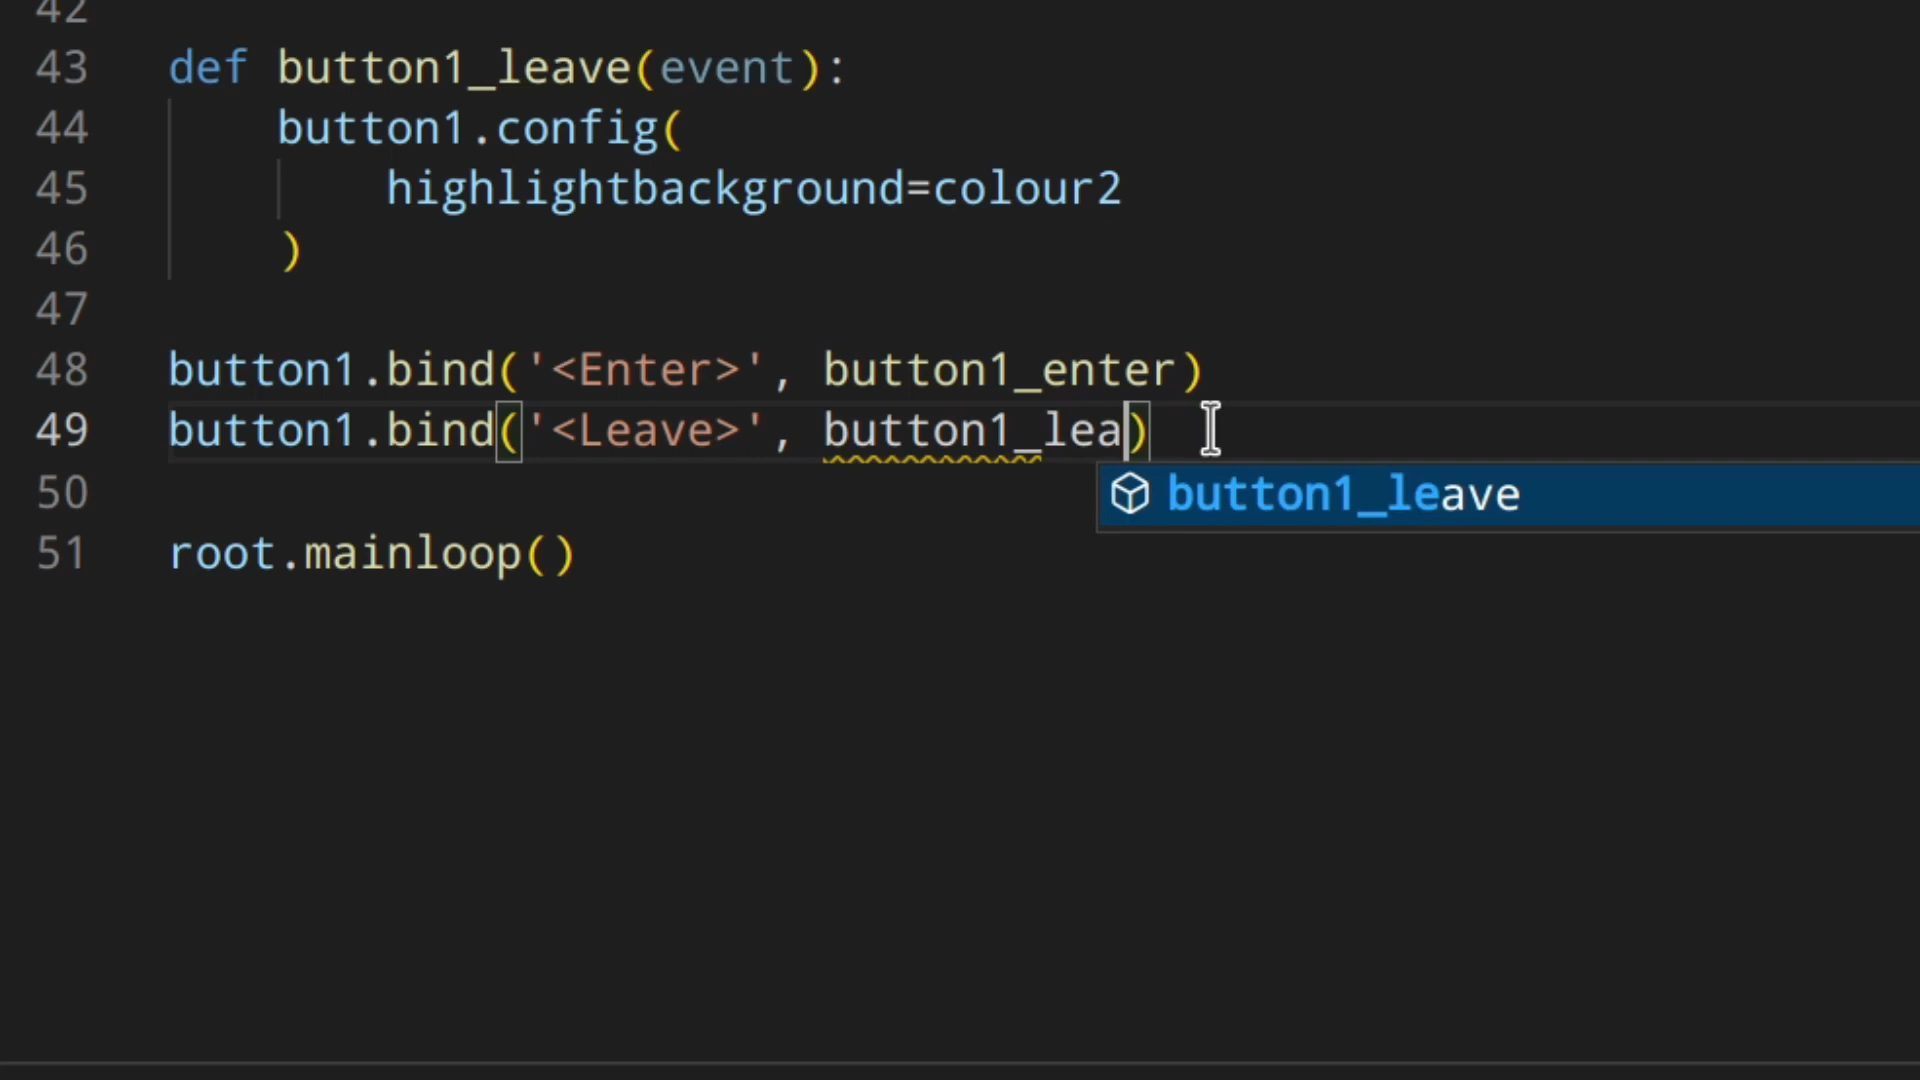 42
43 def button1_leave(event):
44     button1.config(
45         highlightbackground=colour2
46     )
47
48 button1.bind('<Enter>', button1_enter)
49 button1.bind('<Leave>', button1_lea)
button1_leave
50
51 root.mainloop()